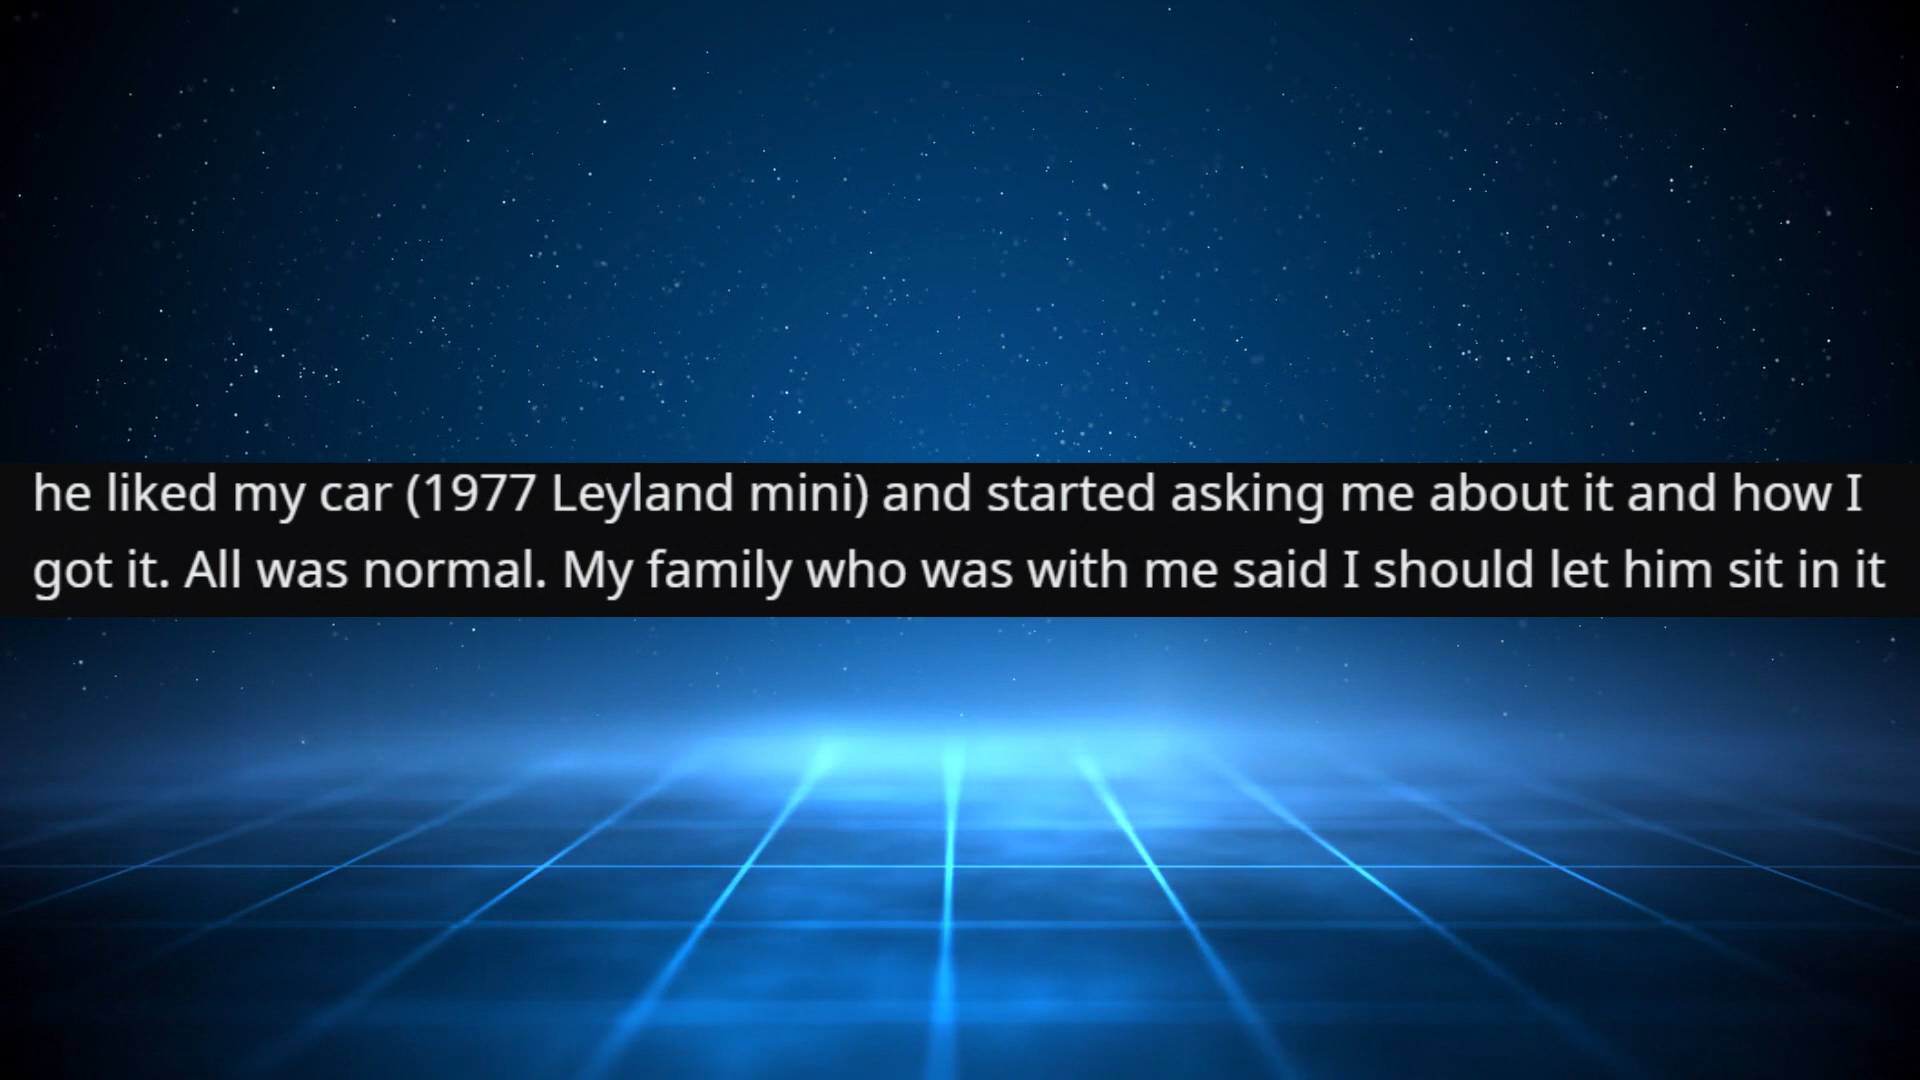 he liked my car (1977 Leyland mini) and started asking me about it and how I
got it. All was normal. My family who was with me said I should let him sit in it